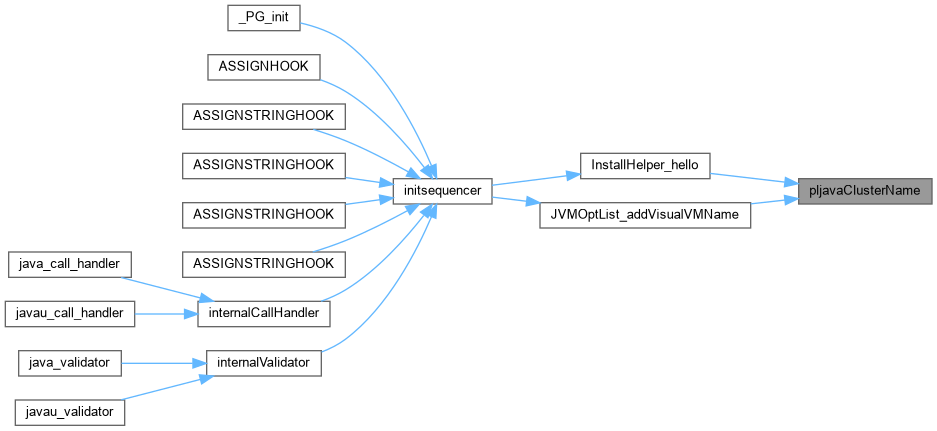 _PG_init
ASSIGNHOOK
ASSIGNSTRINGHOOK
ASSIGNSTRINGHOOK
ASSIGNSTRINGHOOK
ASSIGNSTRINGHOOK
java_call_handler
javau_call_handler
internalCallHandler
java_validator
internalValidator
javau_validator
initsequencer
InstallHelper_hello
JVMOptList_addVisualVMName
pljavaClusterName